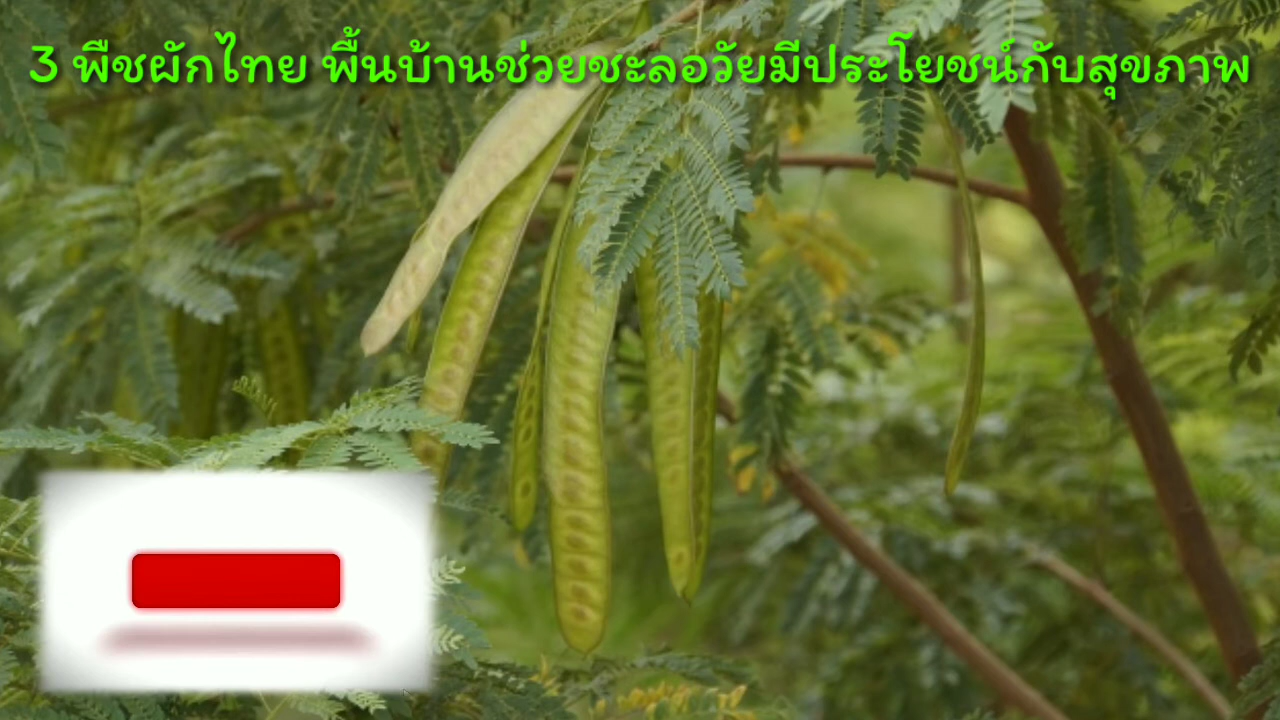 3 พืชผักไทย พื้นบ้านช่วยชะลอวัยมีประโยชน์กับสุขภาพ